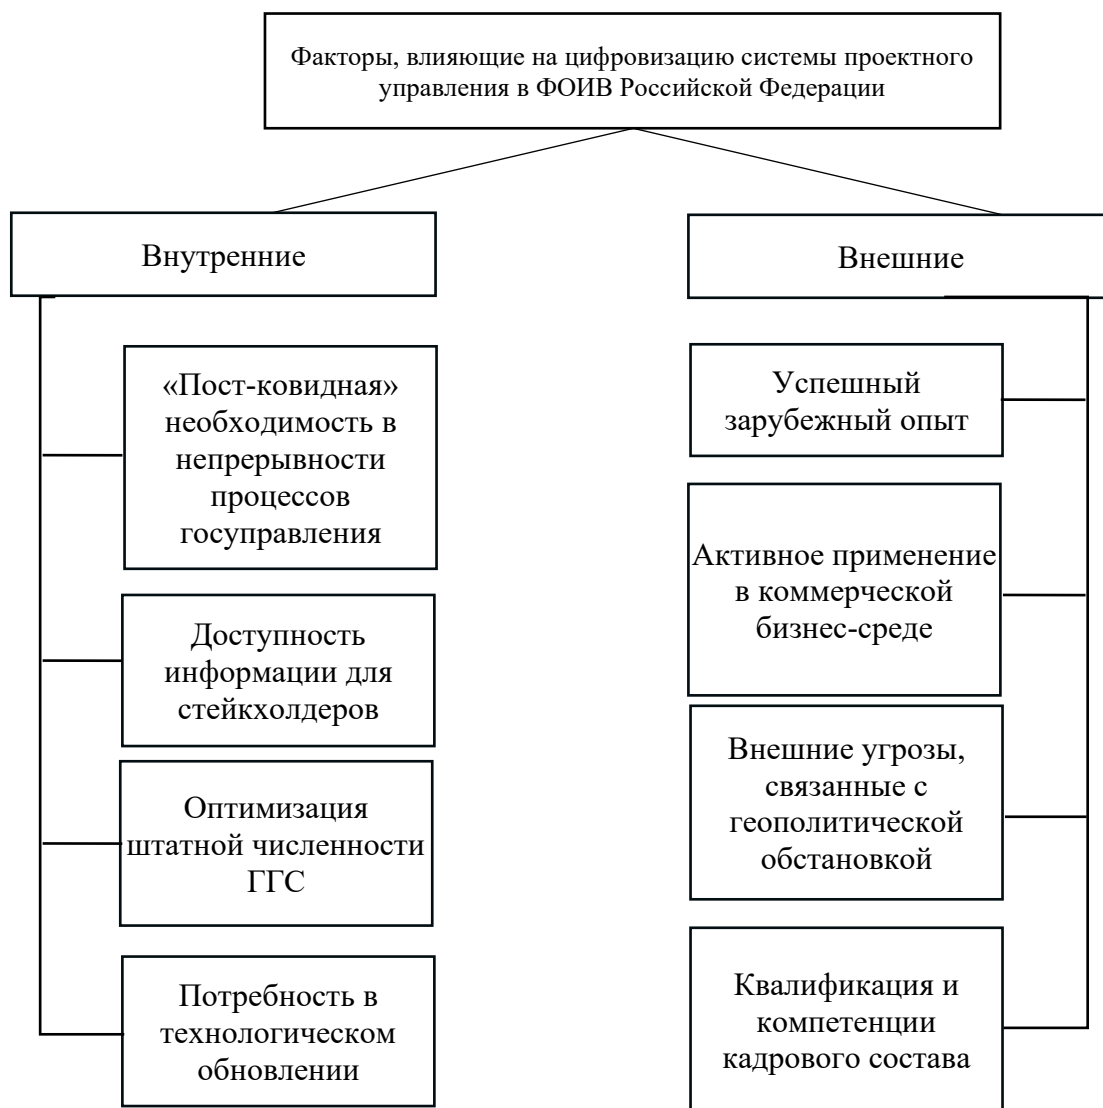 Факторы, влияющие на цифровизацию системы проектного
управления в ФОИВ Российской Федерации
Внутренние
«Пост-ковидная»
необходимость в
непрерывности
процессов
госуправления
Доступность
информации для
стейкхолдеров
Оптимизация
штатной численности
ГГС
Потребность в
технологическом
обновлении
Внешние
Успешный
зарубежный опыт
Активное применение
в коммерческой
бизнес-среде
Внешние угрозы,
связанные с
геополитической
обстановкой
Квалификация и
компетенции
кадрового состава